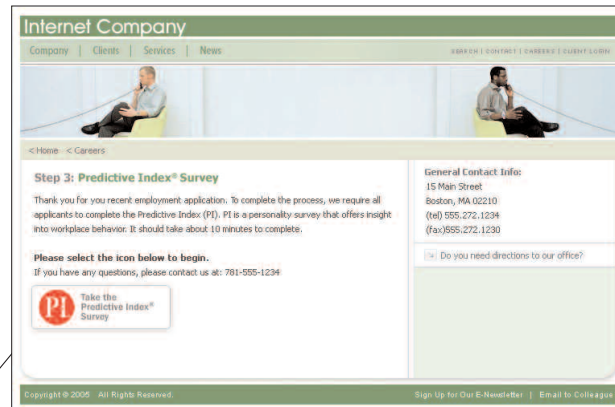 Internet Company
Company | Clients | Services | News
SEARCH | CONTACT | CAREERS | CLIENT LOGIN
< Home < Careers
Step 3: Predictive Index® Survey
Thank you for you recent employment application. To complete the process, we require all
applicants to complete the Predictive Index (PI). PI is a personality survey that offers insight
into workplace behavior. It should take about 10 minutes to complete.
Please select the icon below to begin.
If you have any questions, please contact us at: 781-555-1234
PI
Take the
Predictive Index®
Survey
General Contact Info:
15 Main Street
Boston, MA 02210
(tel) 555.272.1234
(fax)555.272.1230
Do you need directions to our office?
Copyright © 2005 All Rights Reserved.
Sign Up for Our E-Newsletter | Email to Colleague